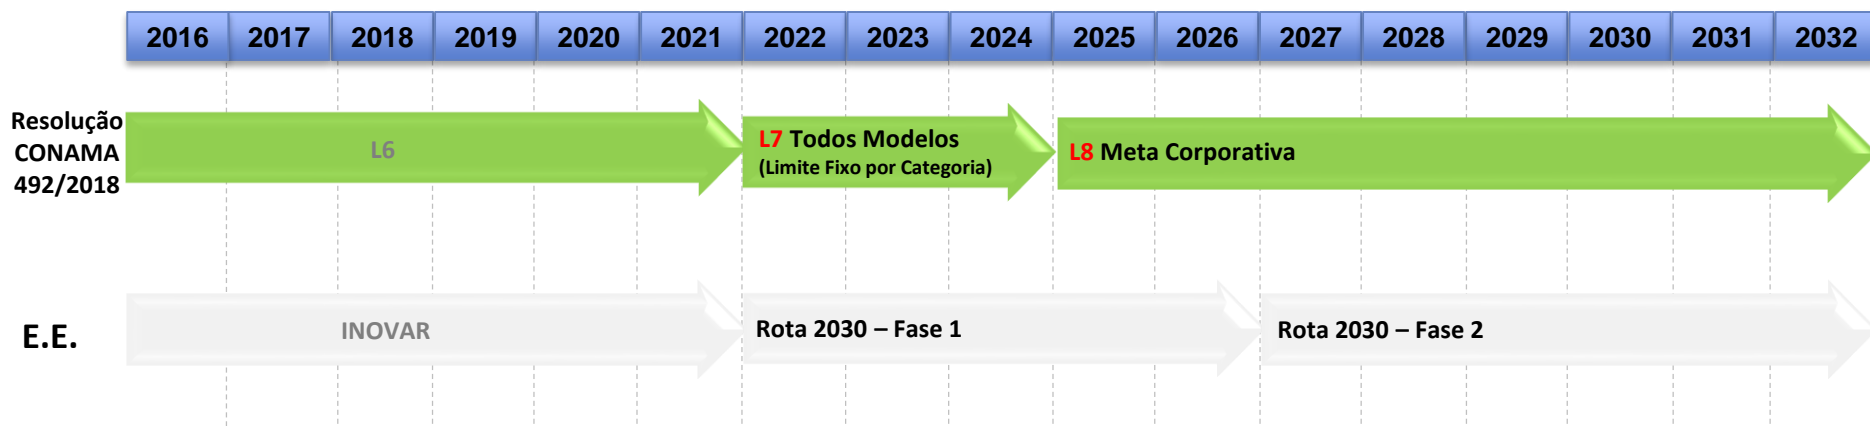 2016 2017 2018 2019 2020 2021 2022 2023 2024 2025 2026 2027 2028 2029 2030 2031 2032
Resolução
CONAMA
492/2018
L6
L7 Todos Modelos
(Limite Fixo por Categoria)
L8 Meta Corporativa
E.E.
INOVAR
Rota 2030 – Fase 1
Rota 2030 – Fase 2